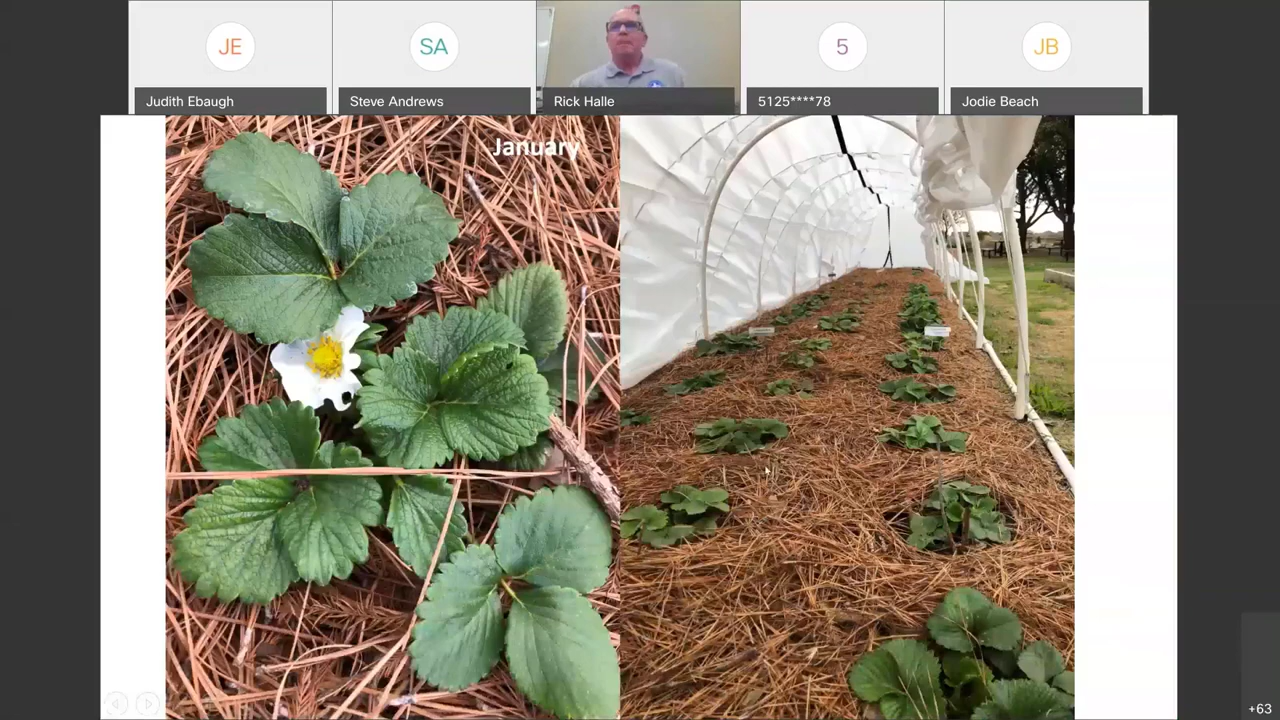 JE
SA
5
JB
Judith Ebaugh
Steve Andrews
Rick Halle
5125****78
Jodie Beach
January
+63